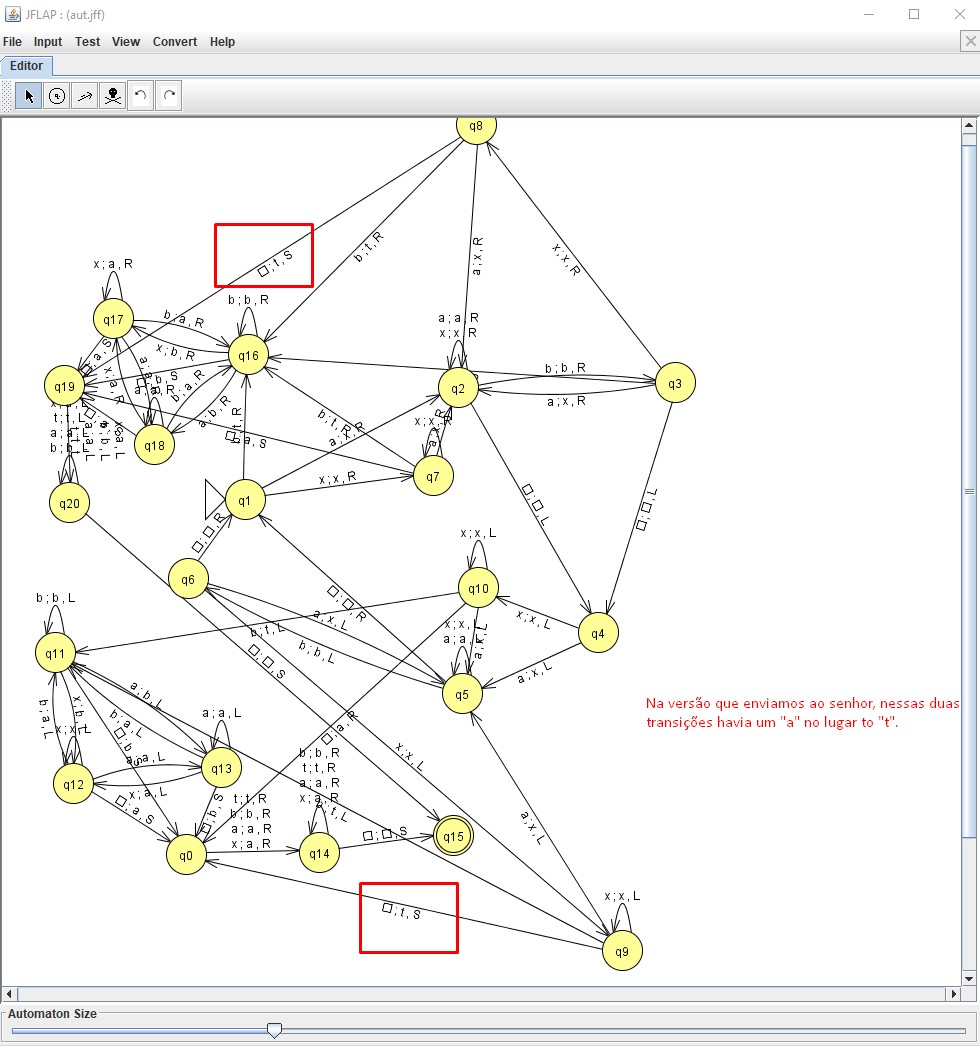 JFLAP : (aut.jff)
File Input Test View Convert Help
Editor
q8
□;t,S
b;t,R
a;x,R
x;x,R
x;a,R
q17
b;a,R
x;b,R
b;b,R
q16
a;a,R
x;x,R
q2
b;b,R
a;x,R
q3
q19
b;a,R
a;b,R
q18
t;t,L
b;t,R
a;x,R
x;x,R
q7
q20
q1
□;□,R
□;□,L
□;□,L
q6
x;x,L
q10
□;□,R
a;x,L
b;b,L
x;x,L
q4
a;x,L
b;b,L
q11
b;t,L
□;□,S
a;x,L
q5
Na versão que enviamos ao senhor, nessas duas
transições havia um "a" no lugar to "t".
a;b,L
b;a,L
a;a,L
□;a,R
x;x,L
q12
q13
x;a,L
□;a,S
□;b,S
t;t,R
b;b,R
a;a,R
x;a,R
b;b,R
t;t,R
a;a,R
x;a,R
q0
q14
□;□,S
q15
a;x,L
□;t,S
x;x,L
q9
Automaton Size